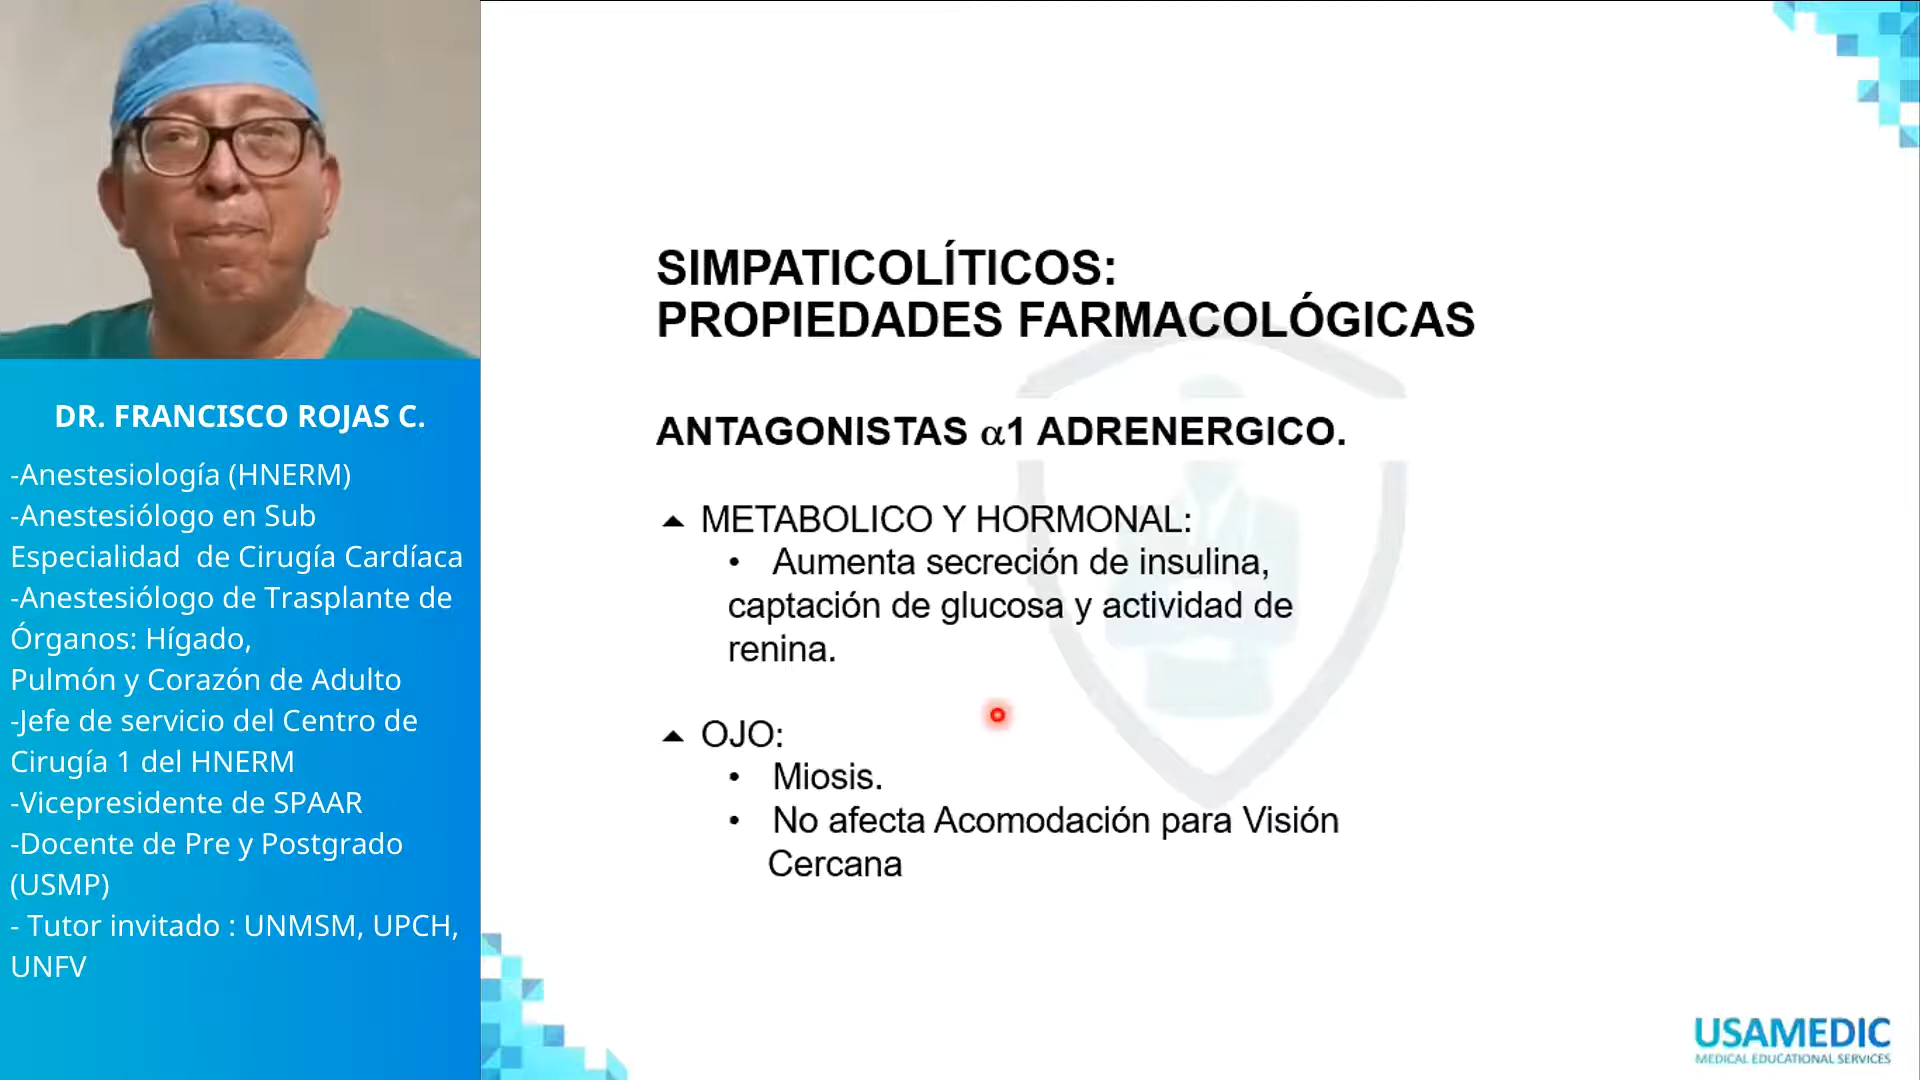 DR. FRANCISCO ROJAS C.
-Anestesiología (HNERM)
-Anestesiólogo en Sub
Especialidad  de Cirugía Cardíaca
-Anestesiólogo de Trasplante de
Órganos: Hígado,
Pulmón y Corazón de Adulto
-Jefe de servicio del Centro de
Cirugía 1 del HNERM
-Vicepresidente de SPAAR
-Docente de Pre y Postgrado
(USMP)
- Tutor invitado : UNMSM, UPCH,
UNFV
SIMPATICOLÍTICOS:
PROPIEDADES FARMACOLÓGICAS
ANTAGONISTAS α1 ADRENERGICO.
METABOLICO Y HORMONAL:
• Aumenta secreción de insulina,
captación de glucosa y actividad de
renina.
OJO:
• Miosis.
• No afecta Acomodación para Visión
Cercana
USAMEDIC
MEDICAL EDUCATIONAL SERVICES